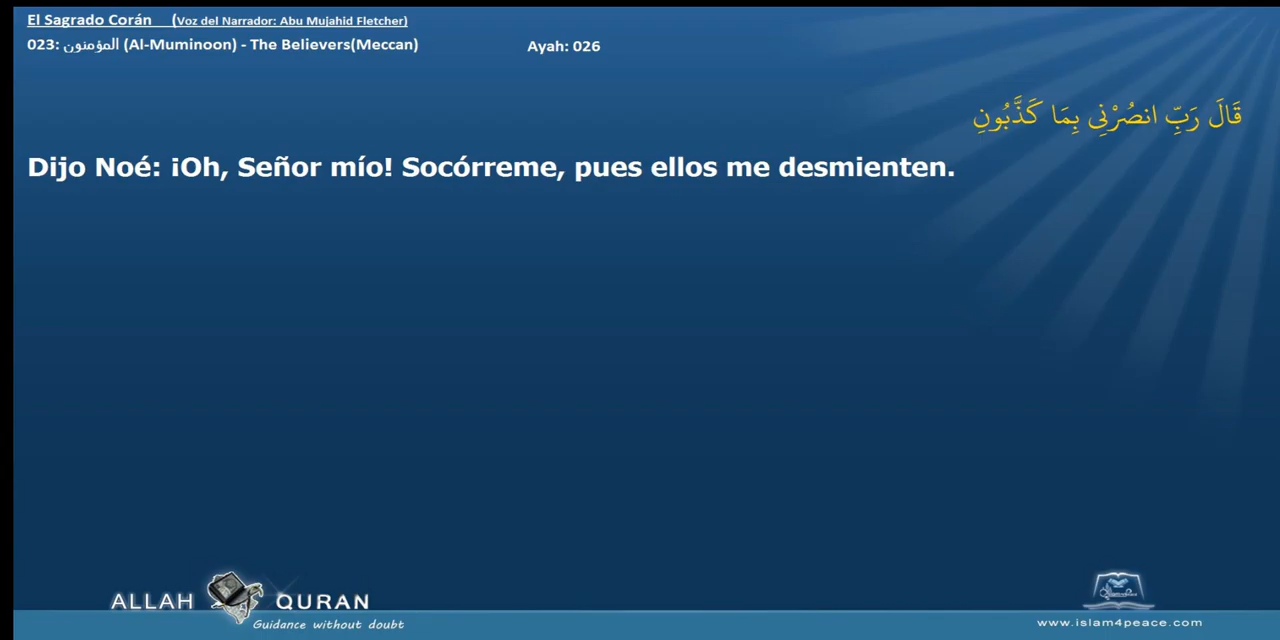 El Sagrado Corán (Voz del Narrador: Abu Mujahid Fletcher)
023: المؤمنون (Al-Muminoon) - The Believers(Meccan) Ayah: 026
قَالَ رَبِّ انصُرْنِى بِمَا كَذَّبُونِ
Dijo Noé: ¡Oh, Señor mío! Socórreme, pues ellos me desmienten.
ALLAH QURAN
Guidance without doubt
www.islam4peace.com